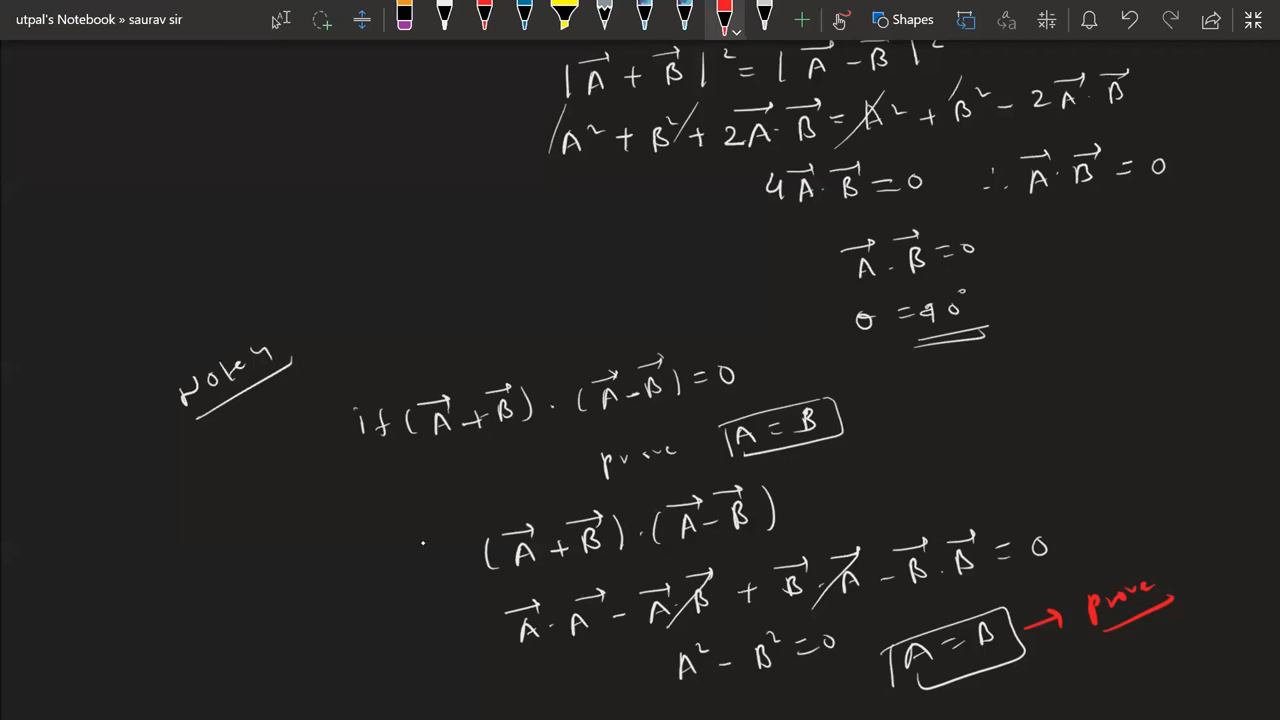 utpal's Notebook » saurav sir
Shapes
|A⃗ + B⃗|² = |A⃗ - B⃗|²
A² + B² + 2A⃗·B⃗ = A² + B² - 2A⃗·B⃗
4A⃗·B⃗ = 0 ∴ A⃗·B⃗ = 0
A⃗·B⃗ = 0
θ = 90°
Note 4
if (A⃗ + B⃗)·(A⃗ - B⃗) = 0
prove A = B
(A⃗ + B⃗)·(A⃗ - B⃗)
A⃗·A⃗ - A⃗·B⃗ + B⃗·A⃗ - B⃗·B⃗ = 0
A² - B² = 0 A = B → prove